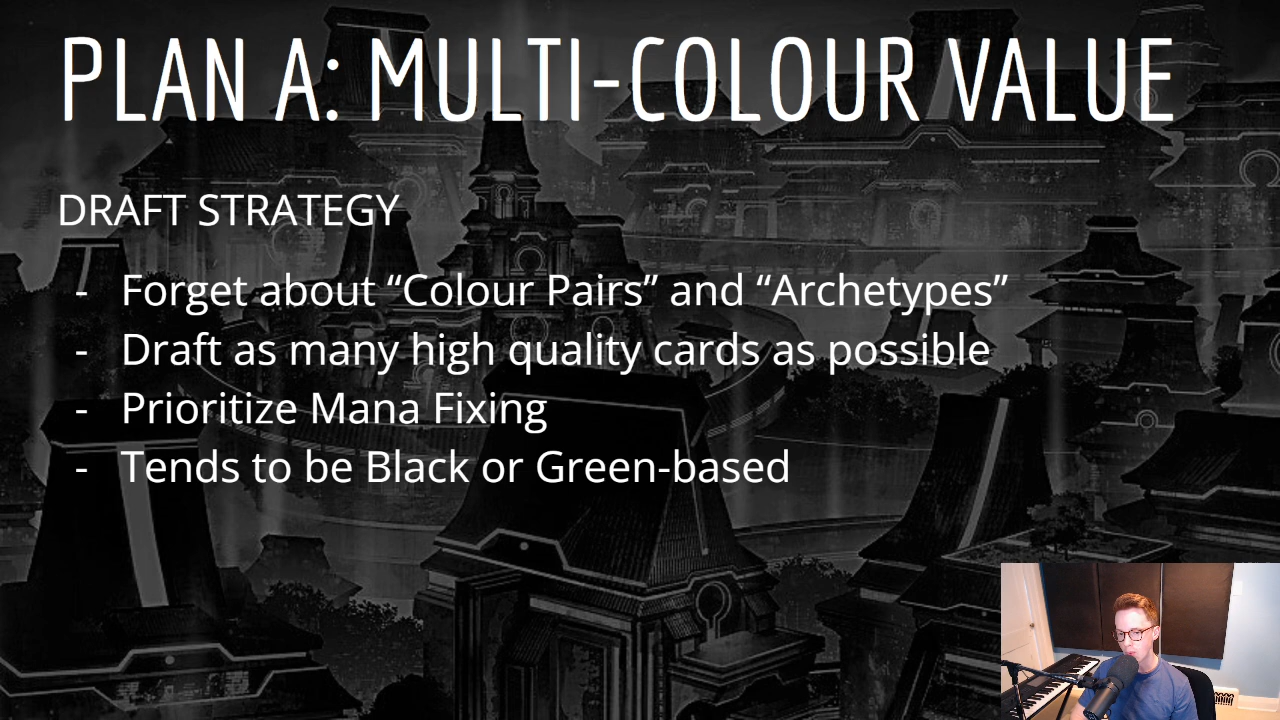 PLAN A: MULTI-COLOUR VALUE
DRAFT STRATEGY
- Forget about “Colour Pairs” and “Archetypes”
- Draft as many high quality cards as possible
- Prioritize Mana Fixing
- Tends to be Black or Green-based